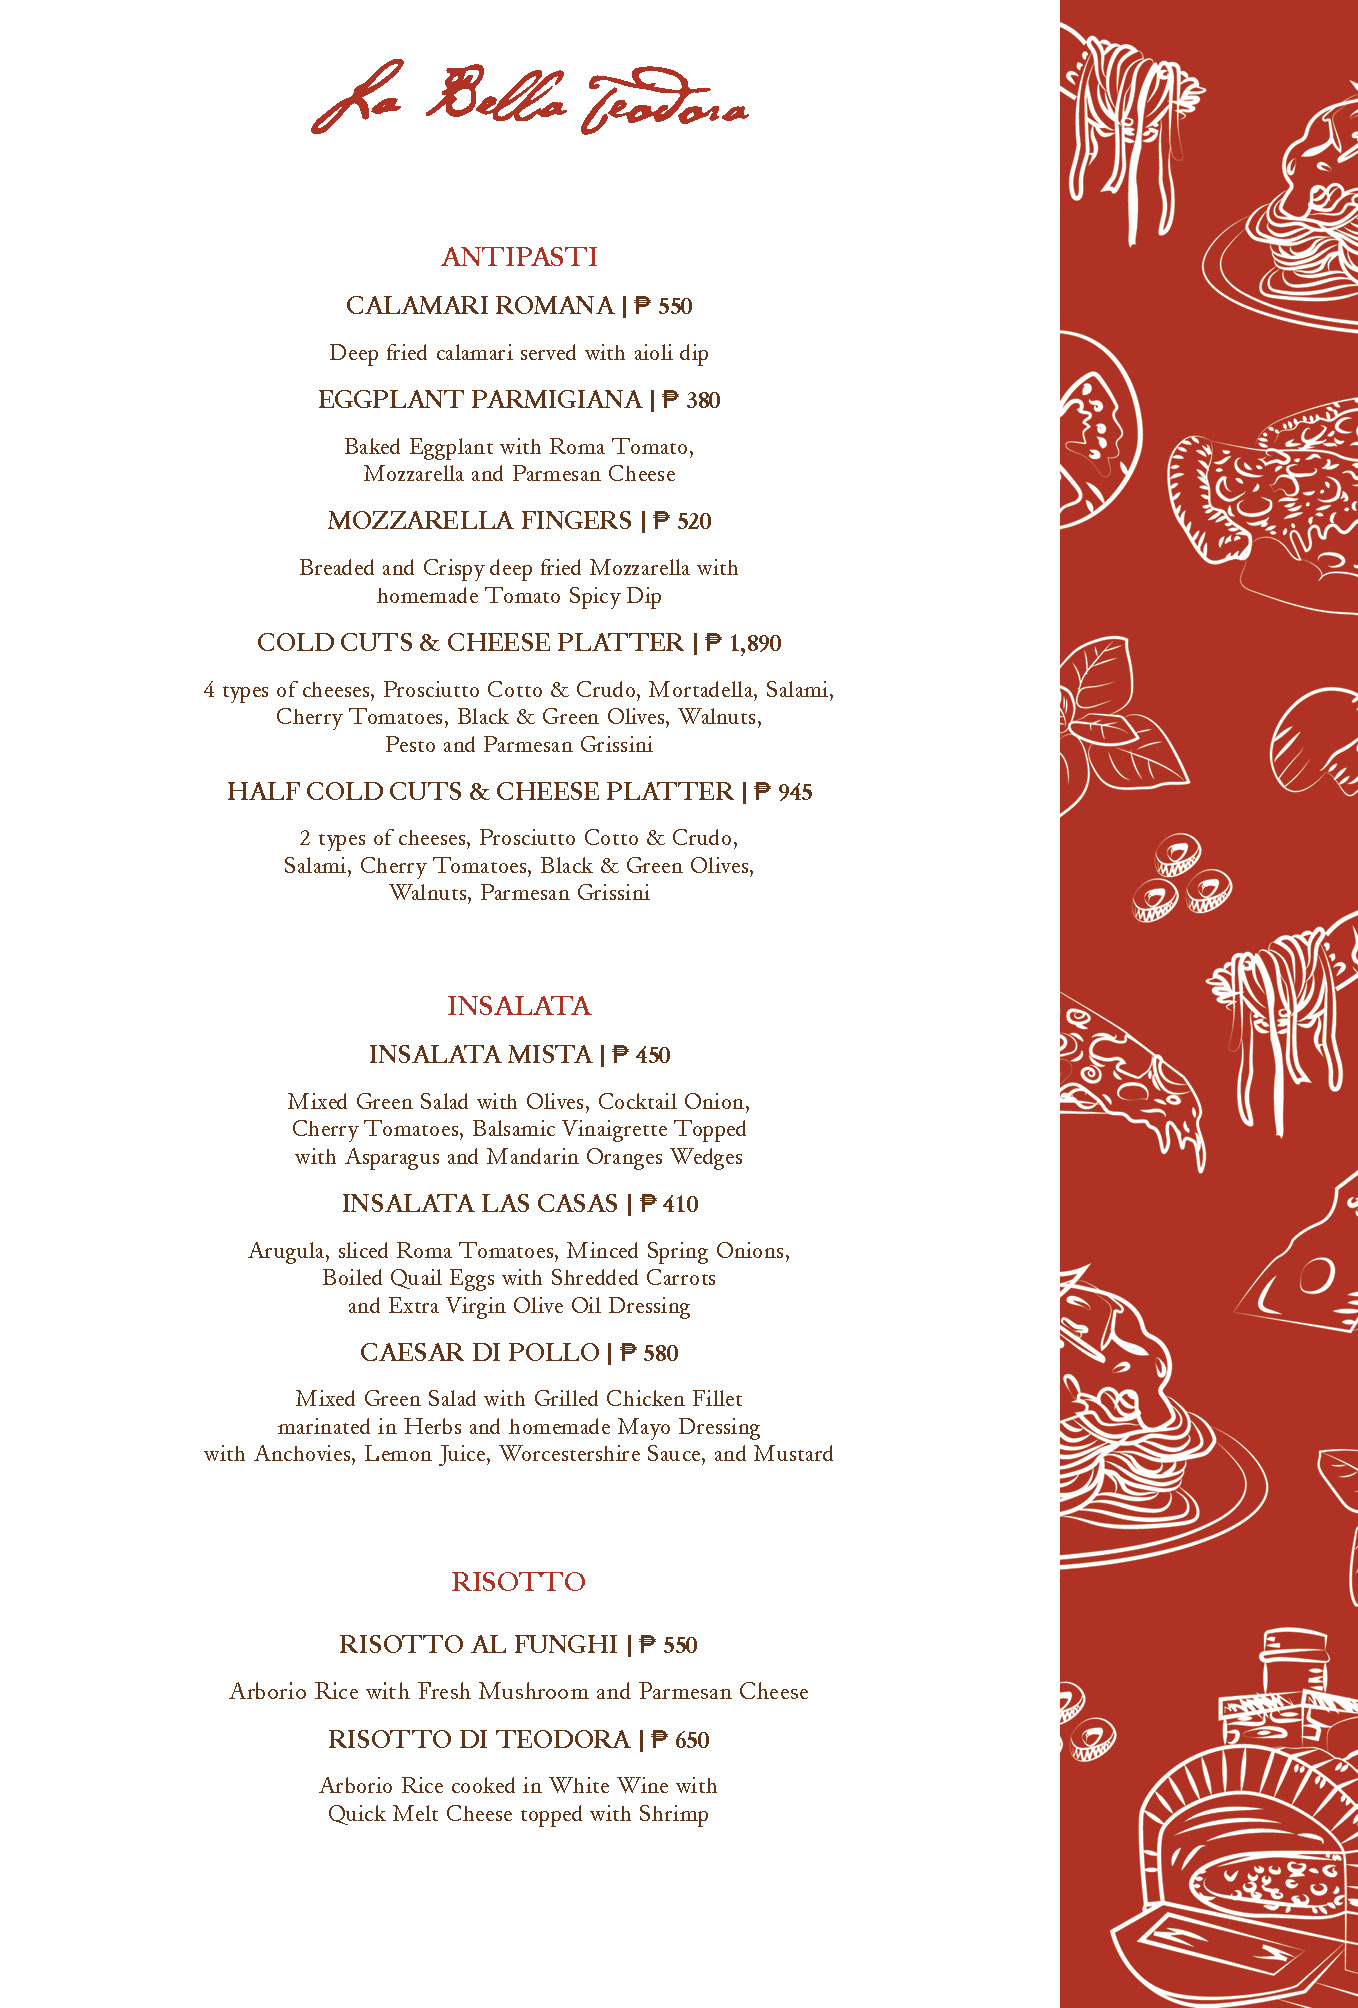 La Bella Teodora
ANTIPASTI
CALAMARI ROMANA | ₱ 550
Deep fried calamari served with aioli dip
EGGPLANT PARMIGIANA | ₱ 380
Baked Eggplant with Roma Tomato,
Mozzarella and Parmesan Cheese
MOZZARELLA FINGERS | ₱ 520
Breaded and Crispy deep fried Mozzarella with
homemade Tomato Spicy Dip
COLD CUTS & CHEESE PLATTER | ₱ 1,890
4 types of cheeses, Prosciutto Cotto & Crudo, Mortadella, Salami,
Cherry Tomatoes, Black & Green Olives, Walnuts,
Pesto and Parmesan Grissini
HALF COLD CUTS & CHEESE PLATTER | ₱ 945
2 types of cheeses, Prosciutto Cotto & Crudo,
Salami, Cherry Tomatoes, Black & Green Olives,
Walnuts, Parmesan Grissini
INSALATA
INSALATA MISTA | ₱ 450
Mixed Green Salad with Olives, Cocktail Onion,
Cherry Tomatoes, Balsamic Vinaigrette Topped
with Asparagus and Mandarin Oranges Wedges
INSALATA LAS CASAS | ₱ 410
Arugula, sliced Roma Tomatoes, Minced Spring Onions,
Boiled Quail Eggs with Shredded Carrots
and Extra Virgin Olive Oil Dressing
CAESAR DI POLLO | ₱ 580
Mixed Green Salad with Grilled Chicken Fillet
marinated in Herbs and homemade Mayo Dressing
with Anchovies, Lemon Juice, Worcestershire Sauce, and Mustard
RISOTTO
RISOTTO AL FUNGHI | ₱ 550
Arborio Rice with Fresh Mushroom and Parmesan Cheese
RISOTTO DI TEODORA | ₱ 650
Arborio Rice cooked in White Wine with
Quick Melt Cheese topped with Shrimp